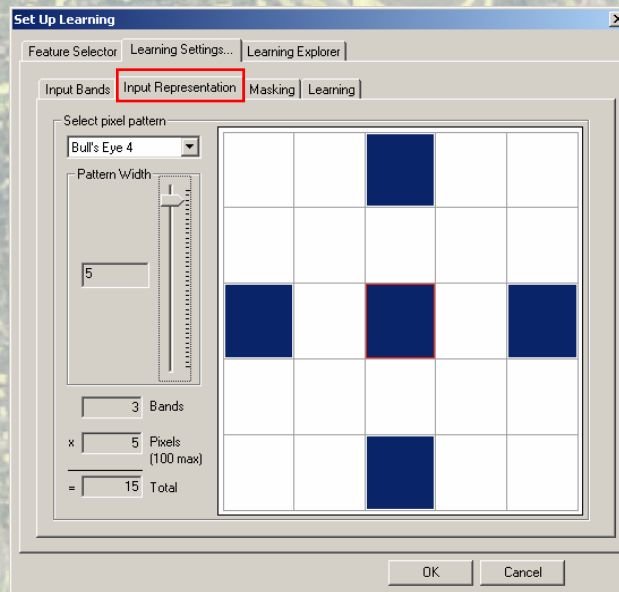 Set Up Learning
Feature Selector Learning Settings... Learning Explorer
Input Bands Input Representation Masking Learning
Select pixel pattern
Bull's Eye 4
Pattern Width
5
3 Bands
x 5 Pixels
(100 max)
= 15 Total
OK Cancel